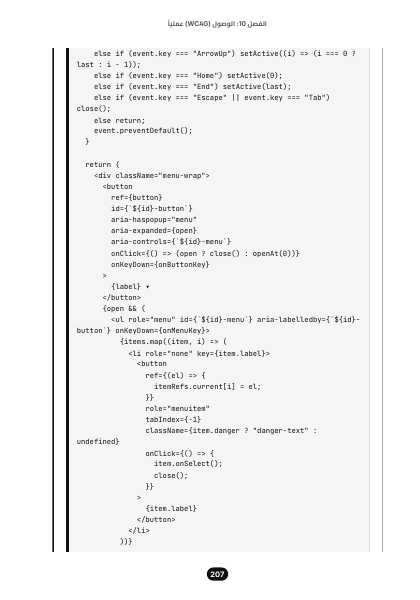 الفصل 10: الوصول (WCAG) عملياً
    else if (event.key === "ArrowUp") setActive((i) => (i === 0 ?
last : i - 1));
    else if (event.key === "Home") setActive(0);
    else if (event.key === "End") setActive(last);
    else if (event.key === "Escape" || event.key === "Tab")
close();
    else return;
    event.preventDefault();
  }

  return (
    <div className="menu-wrap">
      <button
        ref={button}
        id={`${id}-button`}
        aria-haspopup="menu"
        aria-expanded={open}
        aria-controls={`${id}-menu`}
        onClick={() => (open ? close() : openAt(0))}
        onKeyDown={onButtonKey}
      >
        {label} ▾
      </button>
      {open && (
        <ul role="menu" id={`${id}-menu`} aria-labelledby={`${id}-
button`} onKeyDown={onMenuKey}>
          {items.map((item, i) => (
            <li role="none" key={item.label}>
              <button
                ref={(el) => {
                  itemRefs.current[i] = el;
                }}
                role="menuitem"
                tabIndex={-1}
                className={item.danger ? "danger-text" :
undefined}
                onClick={() => {
                  item.onSelect();
                  close();
                }}
              >
                {item.label}
              </button>
            </li>
          ))}
207